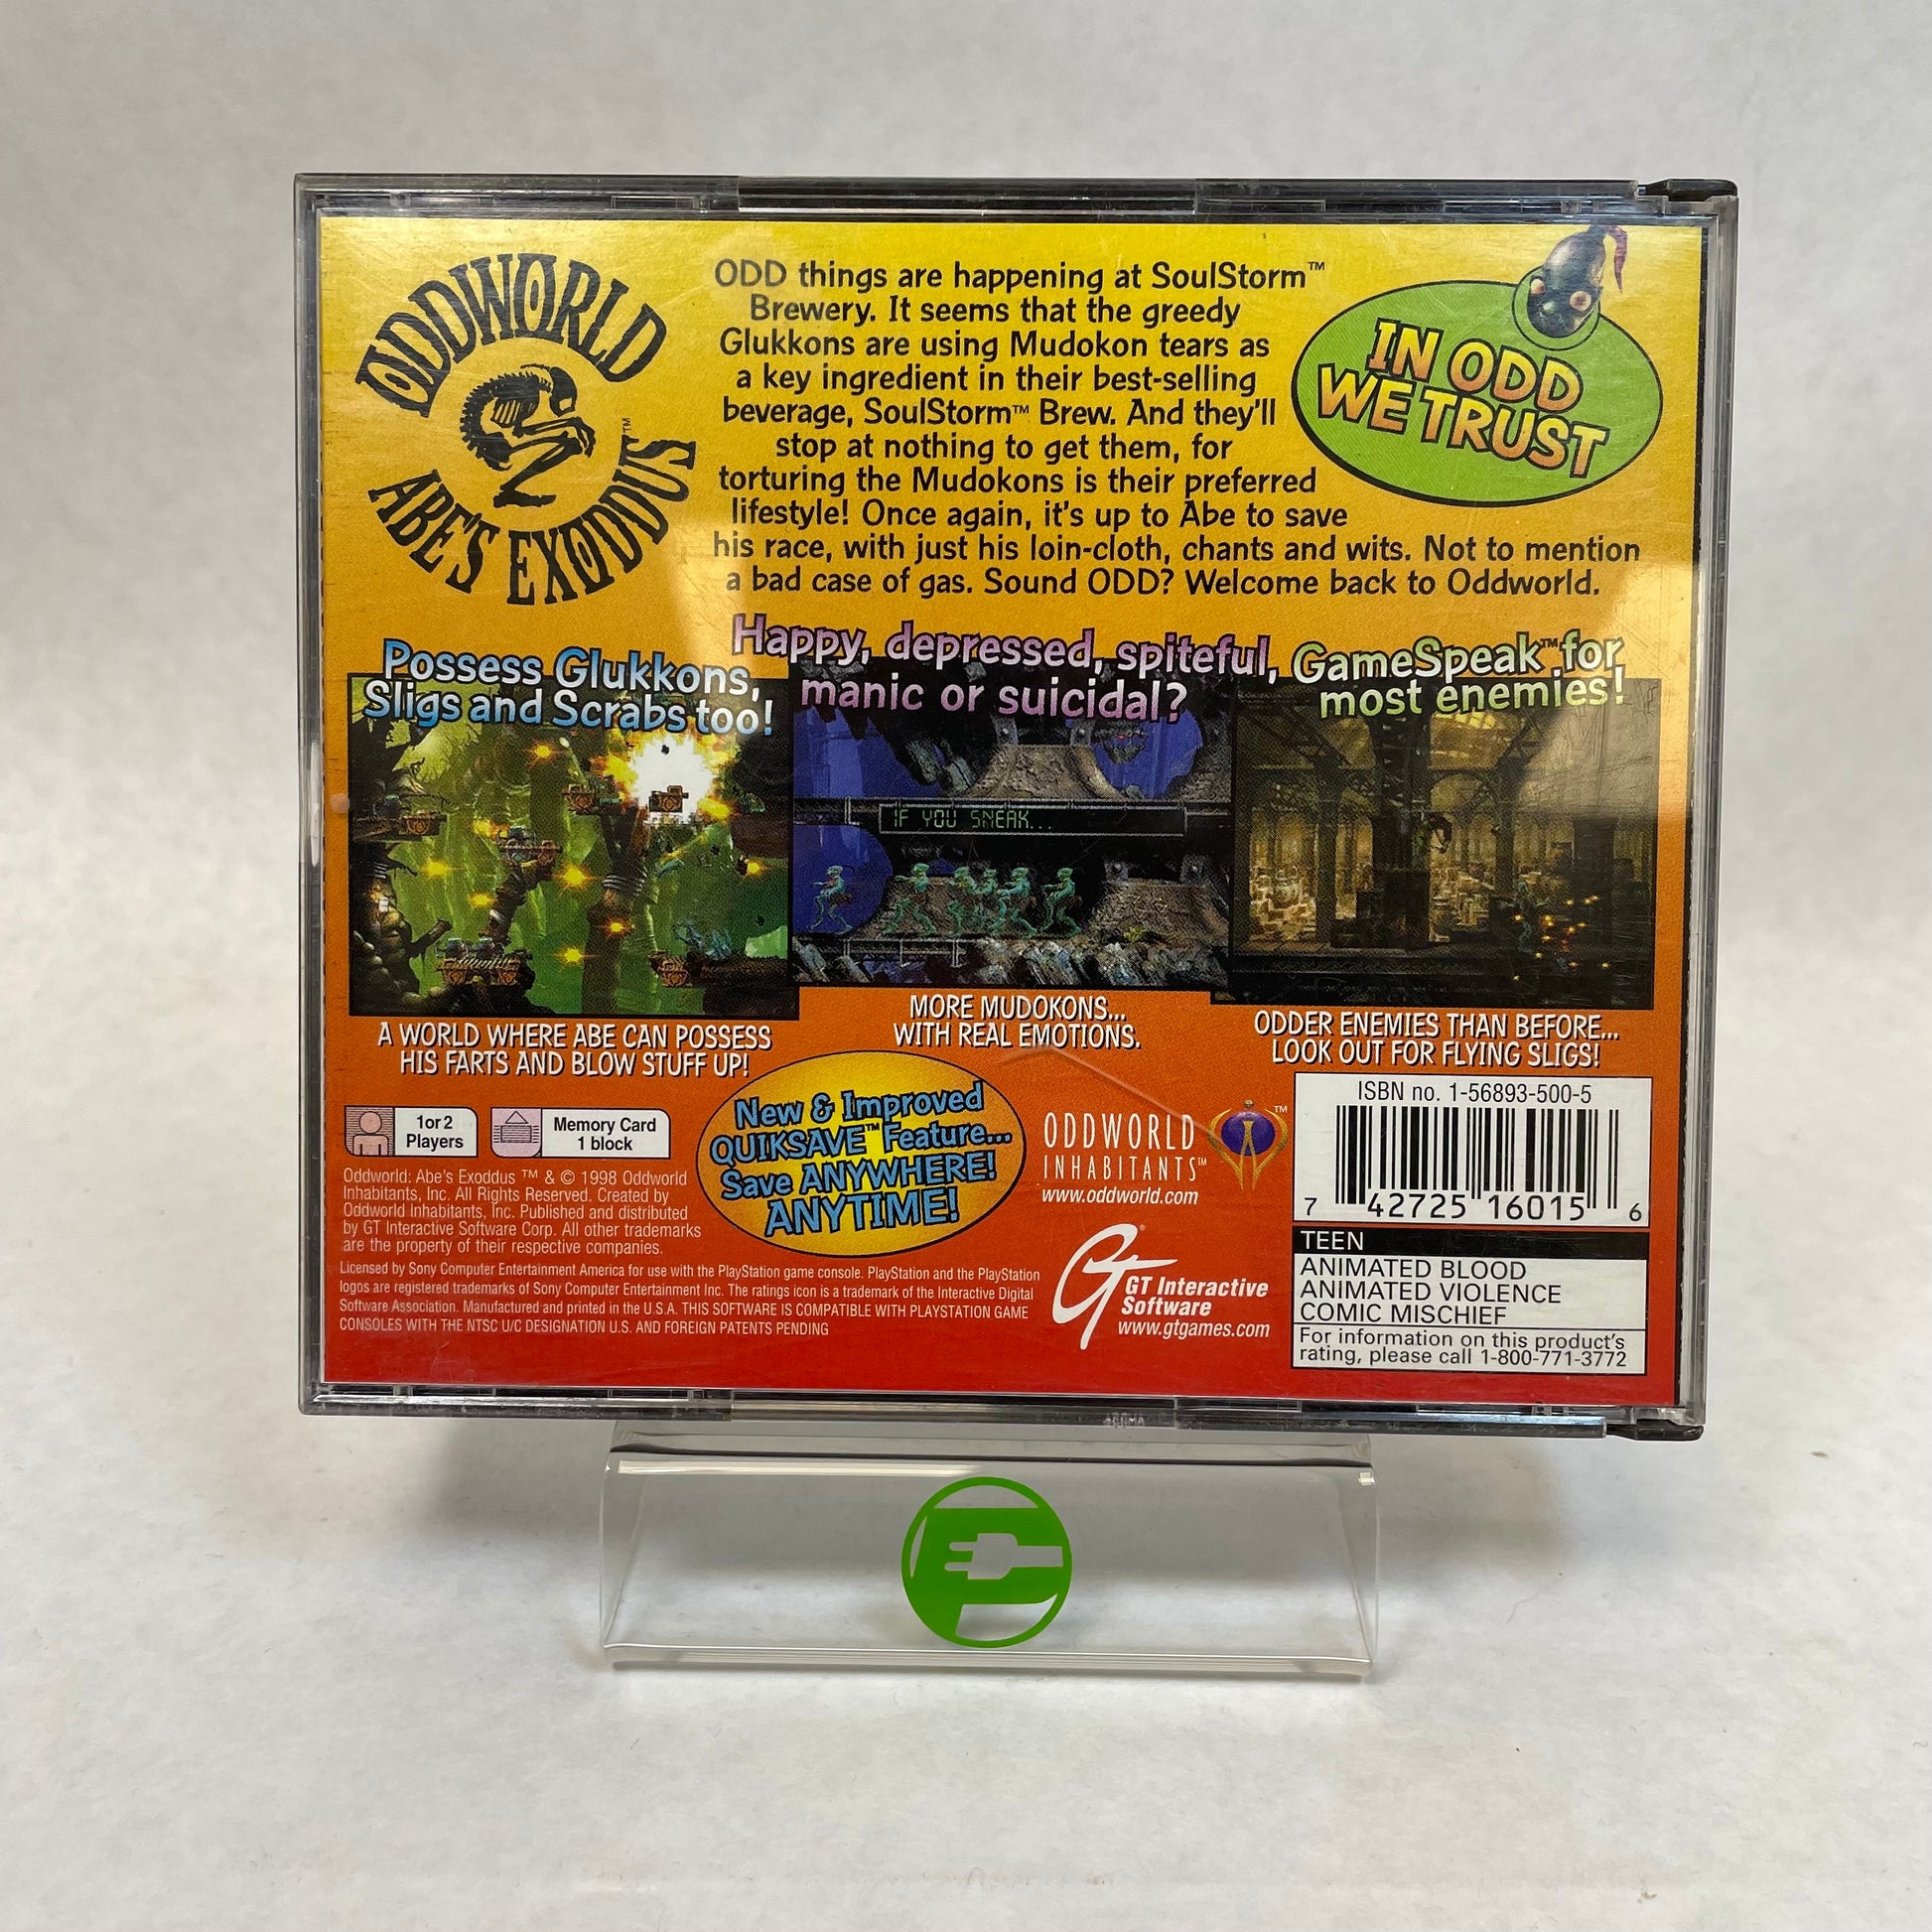 ODDWORLD
ABE'S EXODDUS™
ODD things are happening at SoulStorm™
Brewery. It seems that the greedy
Glukkons are using Mudokon tears as
a key ingredient in their best-selling
beverage, SoulStorm™ Brew. And they'll
stop at nothing to get them, for
torturing the Mudokons is their preferred
lifestyle! Once again, it's up to Abe to save
his race, with just his loin-cloth, chants and wits. Not to mention
a bad case of gas. Sound ODD? Welcome back to Oddworld.
IN ODD
WE TRUST
Possess Glukkons,
Sligs and Scrabs too!
Happy, depressed, spiteful,
manic or suicidal?
GameSpeak™ for
most enemies!
IF YOU SNEAK...
A WORLD WHERE ABE CAN POSSESS
HIS FARTS AND BLOW STUFF UP!
MORE MUDOKONS...
WITH REAL EMOTIONS.
ODDER ENEMIES THAN BEFORE...
LOOK OUT FOR FLYING SLIGS!
1 or 2
Players
Memory Card
1 block
New & Improved
QUIKSAVE™ Feature...
Save ANYWHERE!
ANYTIME!
ODDWORLD
INHABITANTS™
www.oddworld.com
™
GT Interactive
Software
www.gtgames.com
ISBN no. 1-56893-500-5
7 42725 16015 6
TEEN
ANIMATED BLOOD
ANIMATED VIOLENCE
COMIC MISCHIEF
For information on this product's
rating, please call 1-800-771-3772
Oddworld: Abe's Exoddus ™ & © 1998 Oddworld
Inhabitants, Inc. All Rights Reserved. Created by
Oddworld Inhabitants, Inc. Published and distributed
by GT Interactive Software Corp. All other trademarks
are the property of their respective companies.
Licensed by Sony Computer Entertainment America for use with the PlayStation game console. PlayStation and the PlayStation
logos are registered trademarks of Sony Computer Entertainment Inc. The ratings icon is a trademark of the Interactive Digital
Software Association. Manufactured and printed in the U.S.A. THIS SOFTWARE IS COMPATIBLE WITH PLAYSTATION GAME
CONSOLES WITH THE NTSC U/C DESIGNATION U.S. AND FOREIGN PATENTS PENDING